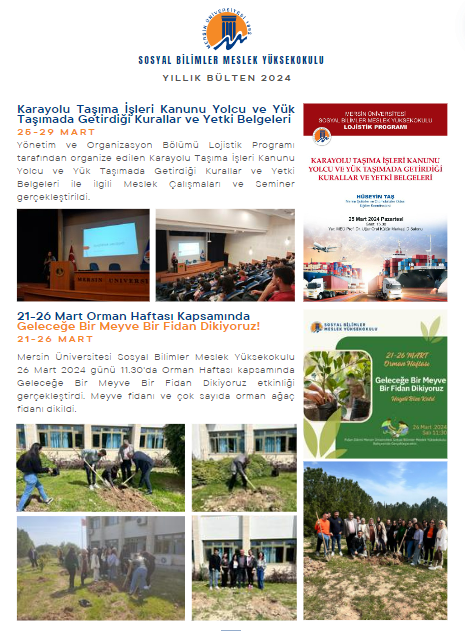 MERSİN ÜNİVERSİTESİ 1992
SOSYAL BİLİMLER MESLEK YÜKSEKOKULU
YILLIK BÜLTEN 2024
Karayolu Taşıma İşleri Kanunu Yolcu ve Yük
Taşımada Getirdiği Kurallar ve Yetki Belgeleri
25-29 MART
Yönetim ve Organizasyon Bölümü Lojistik Programı
tarafından organize edilen Karayolu Taşıma İşleri Kanunu
Yolcu ve Yük Taşımada Getirdiği Kurallar ve Yetki
Belgeleri ile ilgili Meslek Çalışmaları ve Seminer
gerçekleştirildi.
MERSİN ÜNİVERSİ
MERSİN ÜNİVERSİTESİ
SOSYAL BİLİMLER MESLEK YÜKSEKOKULU
LOJİSTİK PROGRAMI
KARAYOLU TAŞIMA İŞLERİ KANUNU
YOLCU VE YÜK TAŞIMADA GETİRDİĞİ
KURALLAR VE YETKİ BELGELERİ
HÜSEYİN TAŞ
25 Mart 2024 Pazartesi
21-26 Mart Orman Haftası Kapsamında
Geleceğe Bir Meyve Bir Fidan Dikiyoruz!
21-26 MART
Mersin Üniversitesi Sosyal Bilimler Meslek Yüksekokulu
26 Mart 2024 günü 11.30'da Orman Haftası kapsamında
Geleceğe Bir Meyve Bir Fidan Dikiyoruz etkinliği
gerçekleştirdi. Meyve fidanı ve çok sayıda orman ağaç
fidanı dikildi.
SOSYAL BİLİMLER
MESLEK YÜKSEKOKULU
21-26 MART
Orman Haftası
Geleceğe Bir Meyve
Bir Fidan Dikiyoruz
26 Mart 2024
Salı 11:30